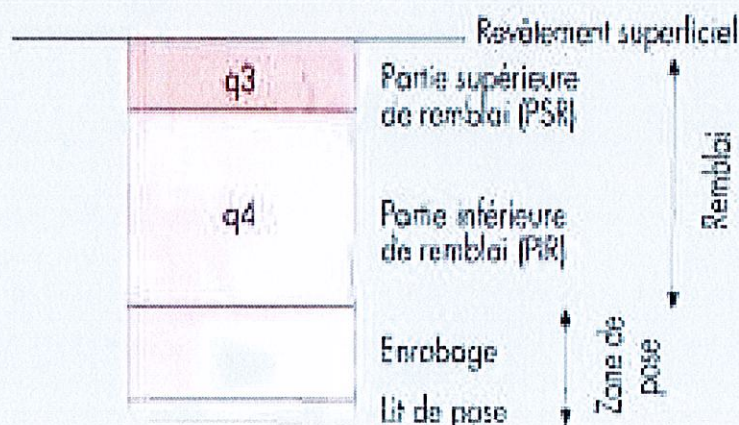 Revêtement superficiel
q3
Partie supérieure
de remblai (PSR)
q4
Partie inférieure
de remblai (PIR)
Remblai
Enrobage
Zone de
pose
Lit de pose